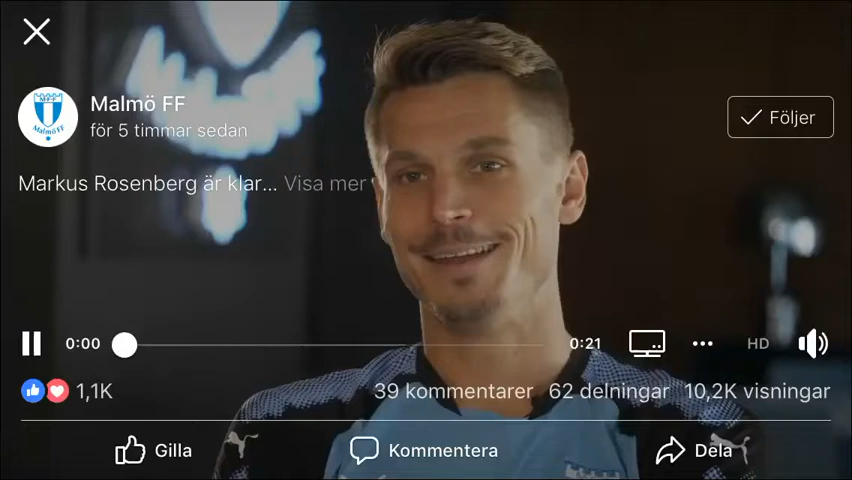 Malmö FF
för 5 timmar sedan
Följer
Markus Rosenberg är klar... Visa mer
0:00
0:21
HD
1,1K
39 kommentarer 62 delningar 10,2K visningar
Gilla
Kommentera
Dela